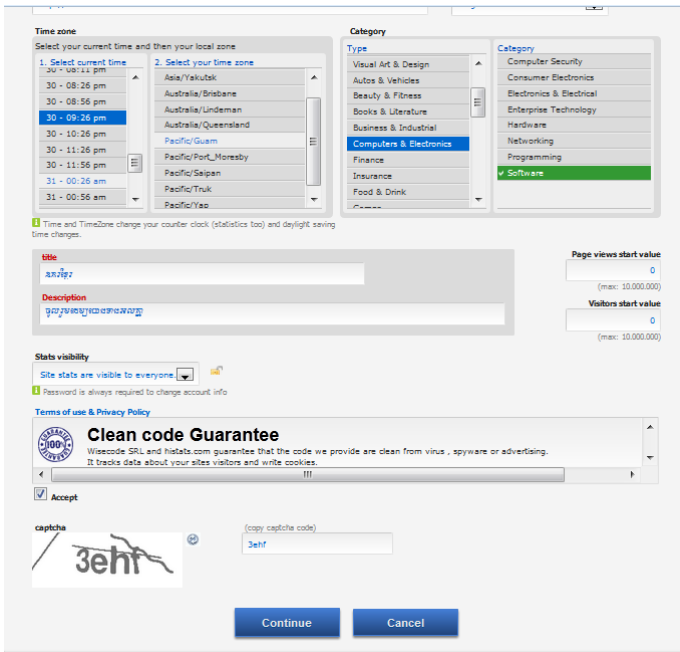 Time zone
Category
Select your current time and then your local zone
1. Select current time
2. Select your time zone
Type
Category
30 - 08:11 pm
30 - 08:26 pm
30 - 08:56 pm
30 - 09:26 pm
30 - 10:26 pm
30 - 11:26 pm
30 - 11:56 pm
31 - 00:26 am
31 - 00:56 am
Asia/Yakutsk
Australia/Brisbane
Australia/Lindeman
Australia/Queensland
Pacific/Guam
Pacific/Port_Moresby
Pacific/Saipan
Pacific/Truk
Pacific/Yap
Visual Art & Design
Autos & Vehicles
Beauty & Fitness
Books & Literature
Business & Industrial
Computers & Electronics
Finance
Insurance
Food & Drink
Games
Computer Security
Consumer Electronics
Electronics & Electrical
Enterprise Technology
Hardware
Networking
Programming
Software
Time and TimeZone change your counter clock (statistics too) and daylight saving
time changes.
title
Description
Page views start value
0
(max: 10.000.000)
Visitors start value
0
(max: 10.000.000)
Stats visibility
Site stats are visible to everyone.
Password is always required to change account info
Terms of use & Privacy Policy
GUARANTEE
100%
Clean code Guarantee
Wisecode SRL and histats.com guarantee that the code we provide are clean from virus , spyware or advertising.
It tracks data about your sites visitors and write cookies.
Accept
captcha
(copy captcha code)
3ehf
3ehf
Continue
Cancel